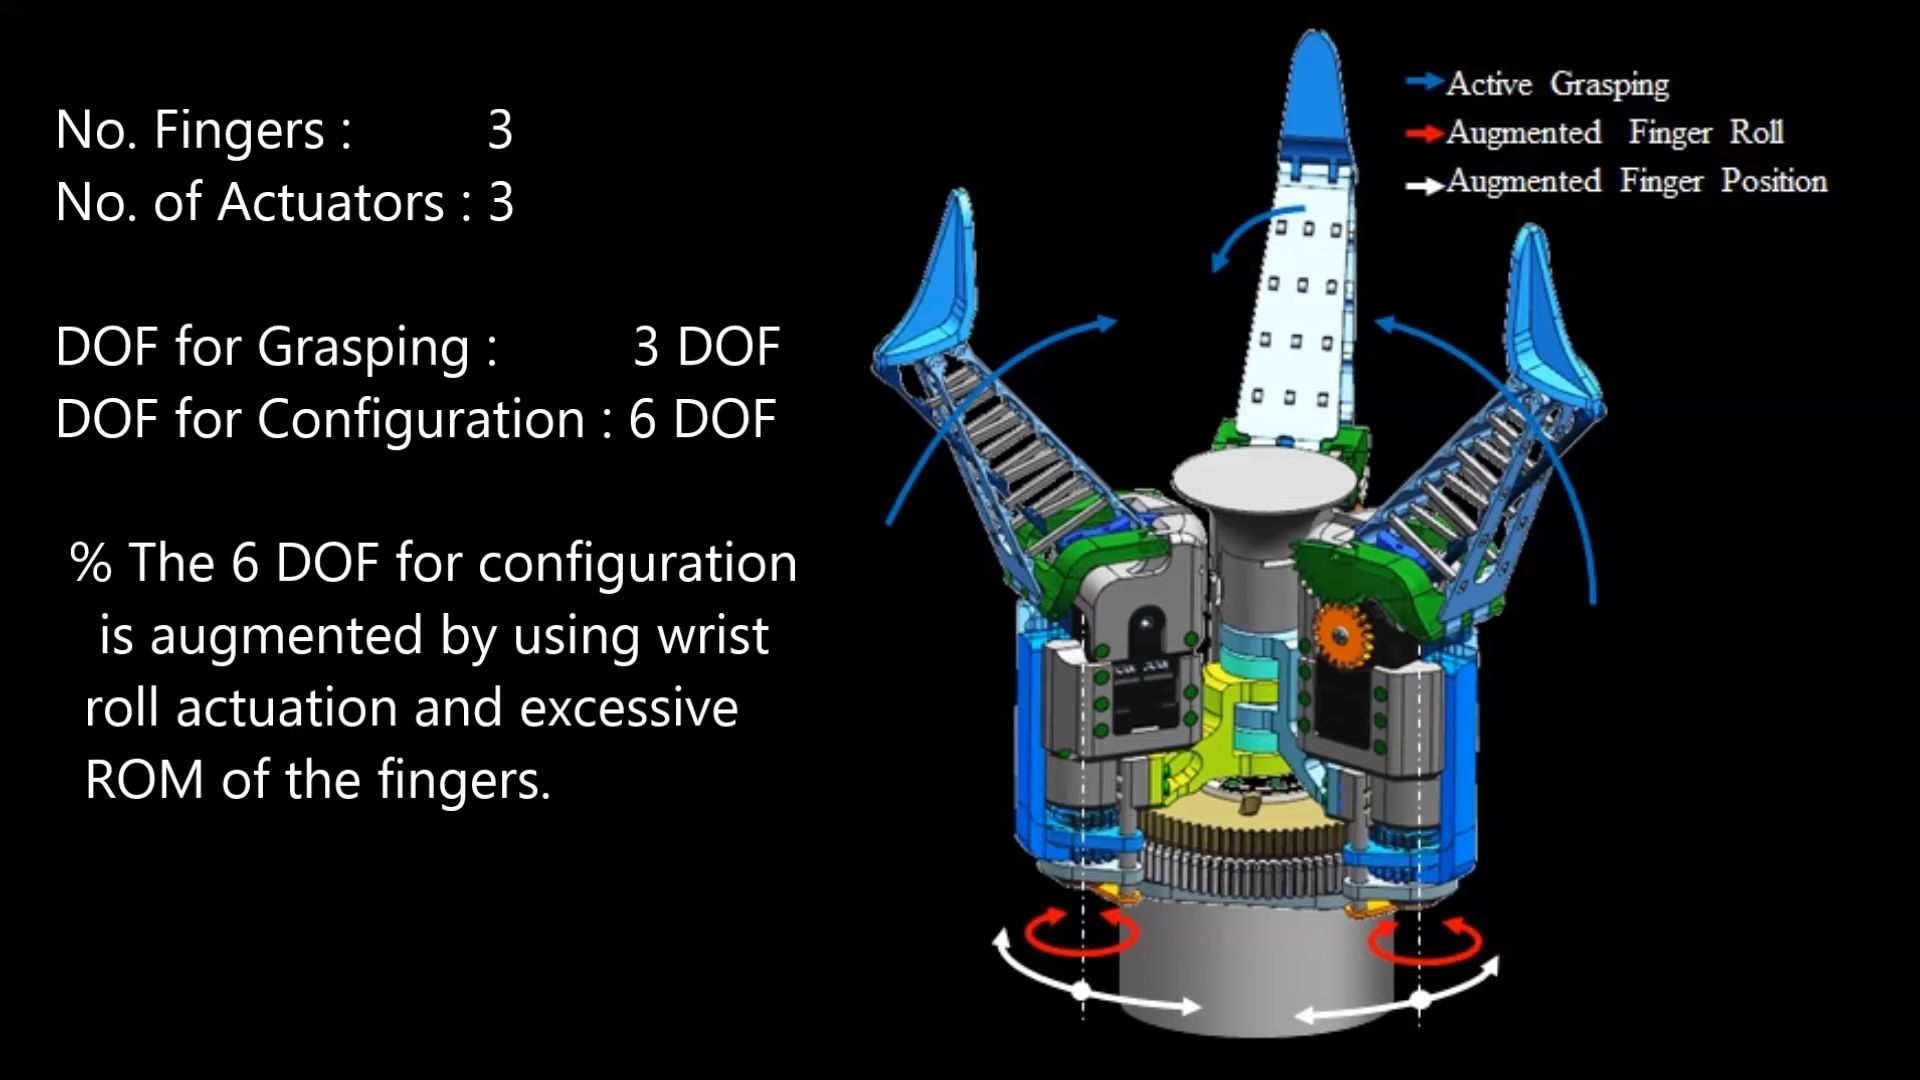 No. Fingers : 3
No. of Actuators : 3
DOF for Grasping : 3 DOF
DOF for Configuration : 6 DOF
% The 6 DOF for configuration
is augmented by using wrist
roll actuation and excessive
ROM of the fingers.
Active Grasping
Augmented Finger Roll
Augmented Finger Position